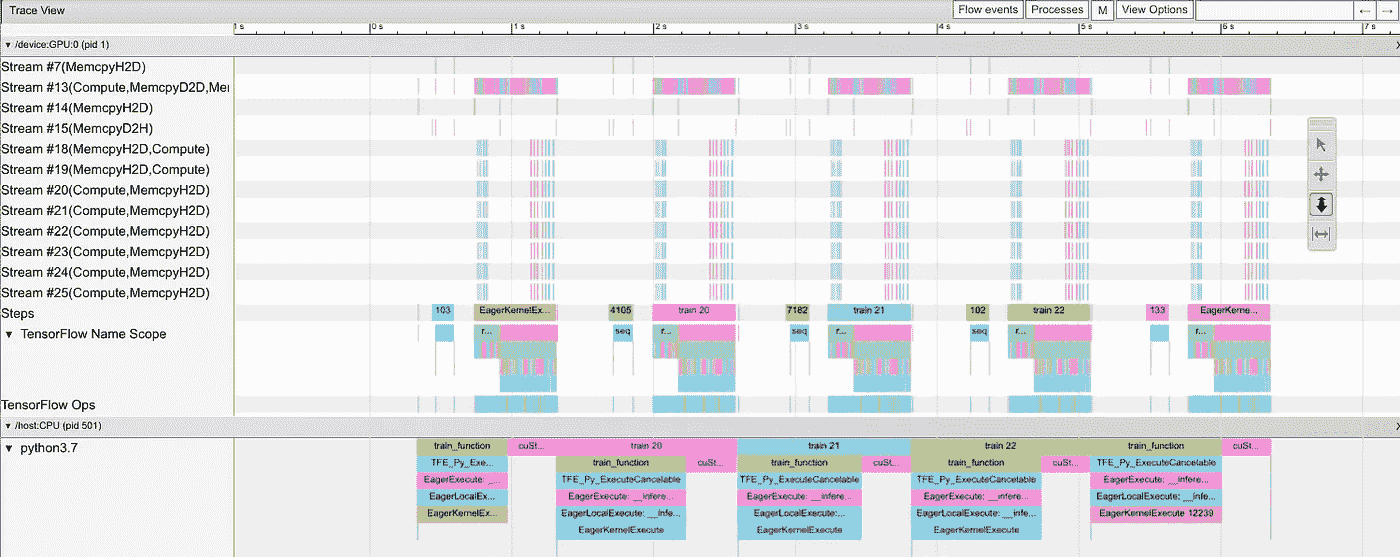 Trace View Flow events Processes M View Options ← →
1 s 0 s 1 s 2 s 3 s 4 s 5 s 6 s 7 s
▼ /device:GPU:0 (pid 1)
Stream #7(MemcpyH2D)
Stream #13(Compute,MemcpyD2D,Mer
Stream #14(MemcpyH2D)
Stream #15(MemcpyD2H)
Stream #18(MemcpyH2D,Compute)
Stream #19(MemcpyH2D,Compute)
Stream #20(Compute,MemcpyH2D)
Stream #21(Compute,MemcpyH2D)
Stream #22(Compute,MemcpyH2D)
Stream #23(Compute,MemcpyH2D)
Stream #24(Compute,MemcpyH2D)
Stream #25(Compute,MemcpyH2D)
Steps 103 EagerKernelEx... 4105 train 20 7182 train 21 102 train 22 133 EagerKerne...
▼ TensorFlow Name Scope r... seq r... seq r... seq r... r...
TensorFlow Ops
▼ /host:CPU (pid 501)
▼ python3.7 train_function cuSt... train 20 train 21 train 22 train_function cuSt...
TFE_Py_Exe... train_function cuSt... train_function cuSt... train_function cuSt... TFE_Py_ExecuteCancelable
EagerExecute: _... TFE_Py_ExecuteCancelable TFE_Py_ExecuteCancelable TFE_Py_ExecuteCancelable EagerExecute: __infere...
EagerLocalEx... EagerExecute: __infere... EagerExecute: __infere... EagerExecute: __infere... EagerLocalExecute: __infe...
EagerKernelEx... EagerLocalExecute: __infe... EagerLocalExecute:... EagerLocalExecute: __infe... EagerKernelExecute 12239
EagerKernelExecute EagerKernelExecute EagerKernelExecute